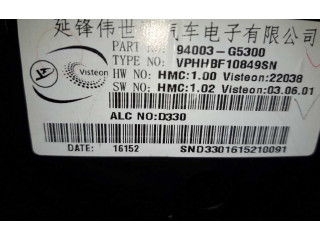 延锋伟世通汽车电子有限公司
PART NO: 94003-G5300
TYPE: VPHHBF10849SN
Visteon
HW NO: HMC:1.00 Visteon:22038
SW NO: HMC:1.02 Visteon:03.06.01
ALC NO:D330
DATE: 16152 SND3301615210091